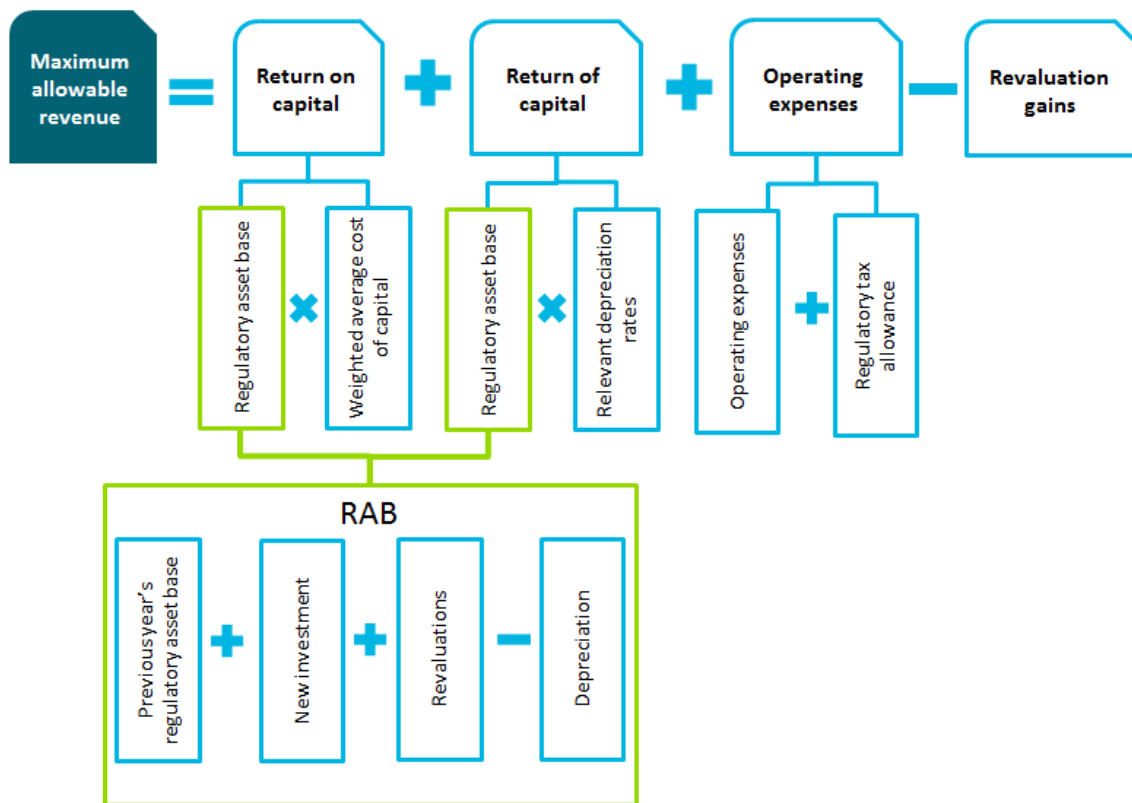 Maximum
allowable
revenue
=
Return on
capital
+
Return of
capital
+
Operating
expenses
−
Revaluation
gains
Regulatory asset base
×
Weighted average cost
of capital
Regulatory asset base
×
Relevant depreciation
rates
Operating expenses
+
Regulatory tax
allowance
RAB
Previous year's
regulatory asset base
+
New investment
+
Revaluations
−
Depreciation